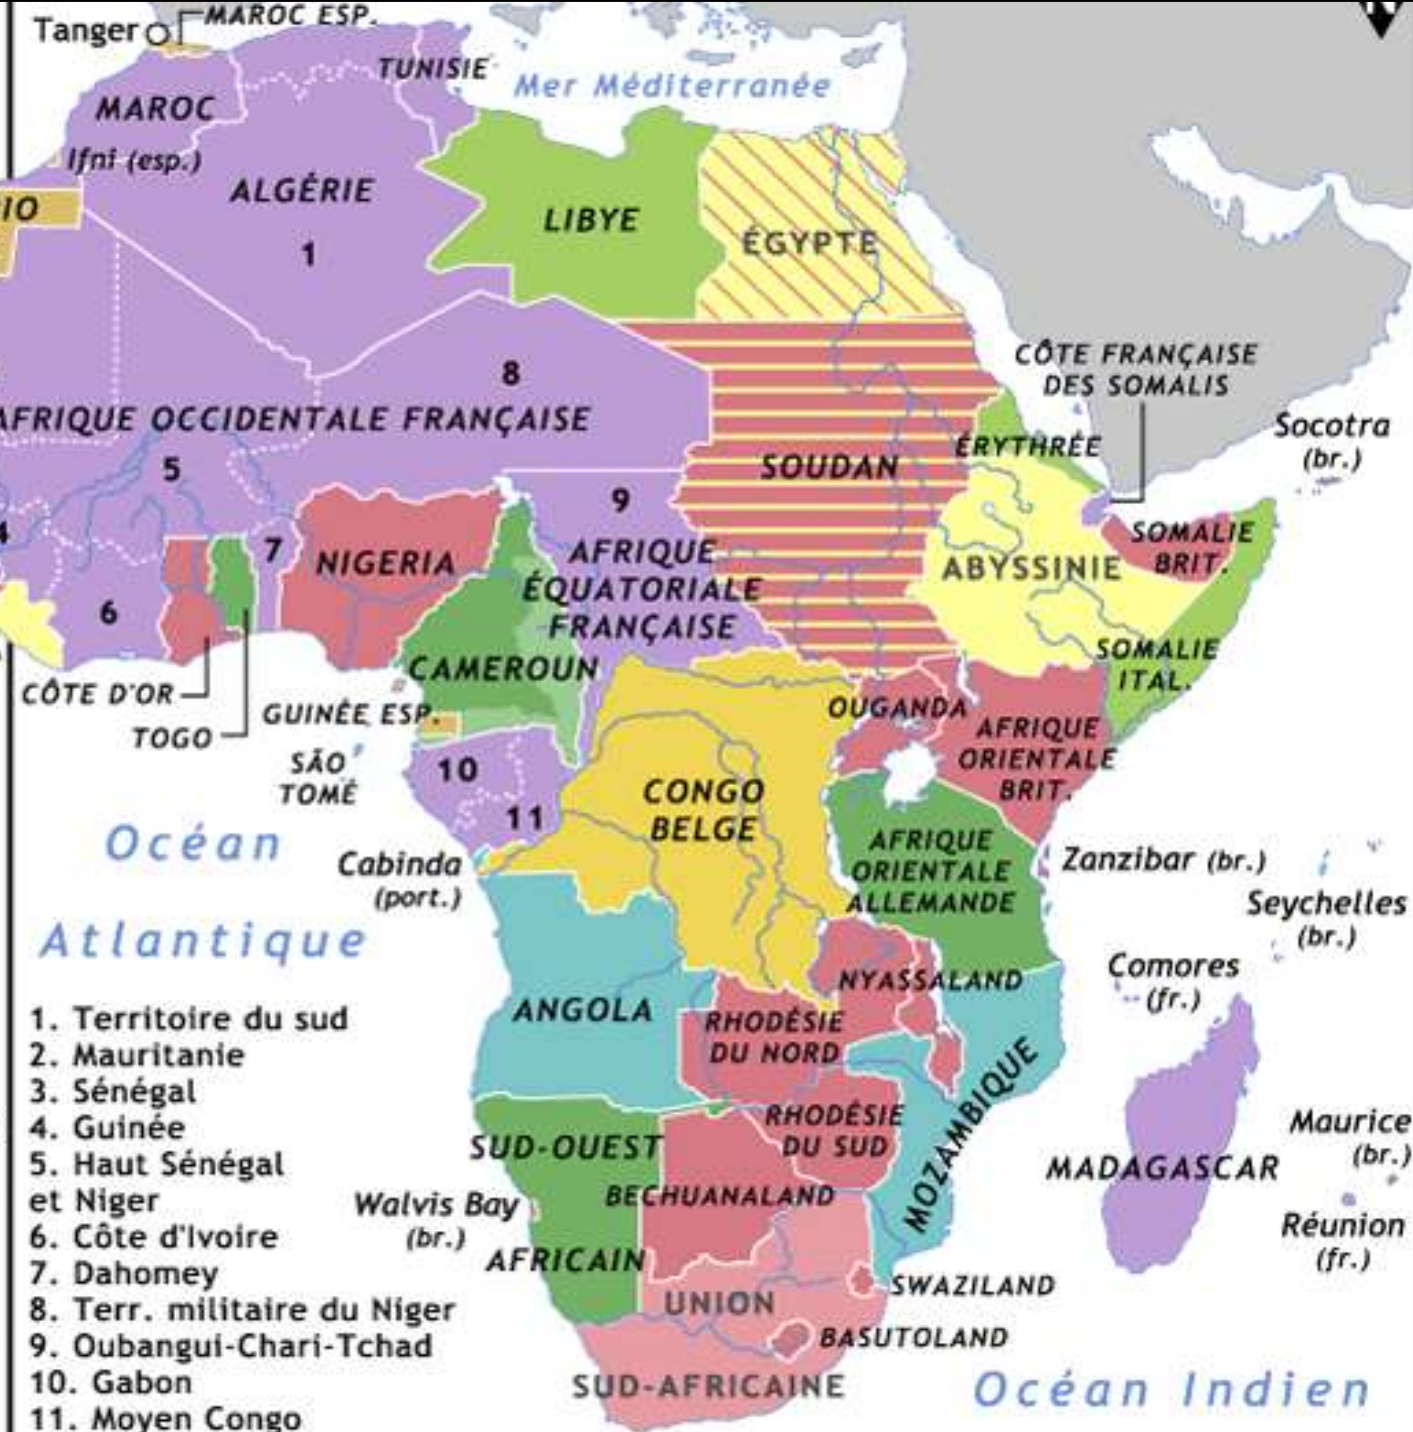 N
MAROC ESP.
Tanger
TUNISIE
Mer Méditerranée
MAROC
Ifni (esp.)
ALGÉRIE
IO
LIBYE
ÉGYPTE
1
CÔTE FRANÇAISE
DES SOMALIS
8
AFRIQUE OCCIDENTALE FRANÇAISE
Socotra
(br.)
ÉRYTHRÉE
5
SOUDAN
9
4
SOMALIE
BRIT.
7
NIGERIA
AFRIQUE
ÉQUATORIALE
FRANÇAISE
ABYSSINIE
6
SOMALIE
ITAL.
CAMEROUN
CÔTE D'OR
TOGO
GUINÉE ESP.
OUGANDA
AFRIQUE
ORIENTALE
BRIT.
SÃO
TOMÉ
10
11
CONGO
BELGE
Océan
Atlantique
AFRIQUE
ORIENTALE
ALLEMANDE
Cabinda
(port.)
Zanzibar (br.)
Seychelles
(br.)
Comores
(fr.)
NYASSALAND
ANGOLA
RHODÉSIE
DU NORD
MOZAMBIQUE
RHODÉSIE
DU SUD
SUD-OUEST
AFRICAIN
MADAGASCAR
Maurice
(br.)
BECHUANALAND
Walvis Bay
(br.)
Réunion
(fr.)
SWAZILAND
UNION
SUD-AFRICAINE
BASUTOLAND
Océan Indien
1. Territoire du sud
2. Mauritanie
3. Sénégal
4. Guinée
5. Haut Sénégal
et Niger
6. Côte d'Ivoire
7. Dahomey
8. Terr. militaire du Niger
9. Oubangui-Chari-Tchad
10. Gabon
11. Moyen Congo